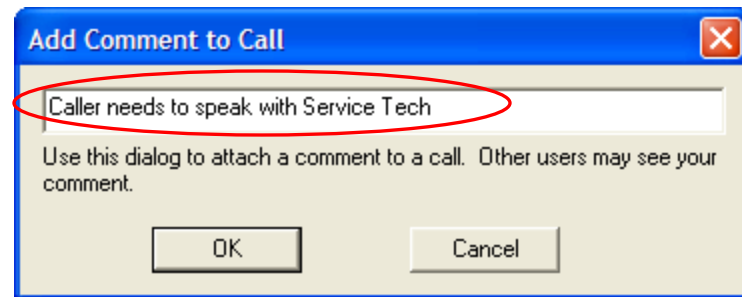 Add Comment to Call
Caller needs to speak with Service Tech
Use this dialog to attach a comment to a call.  Other users may see your
comment.
OK
Cancel